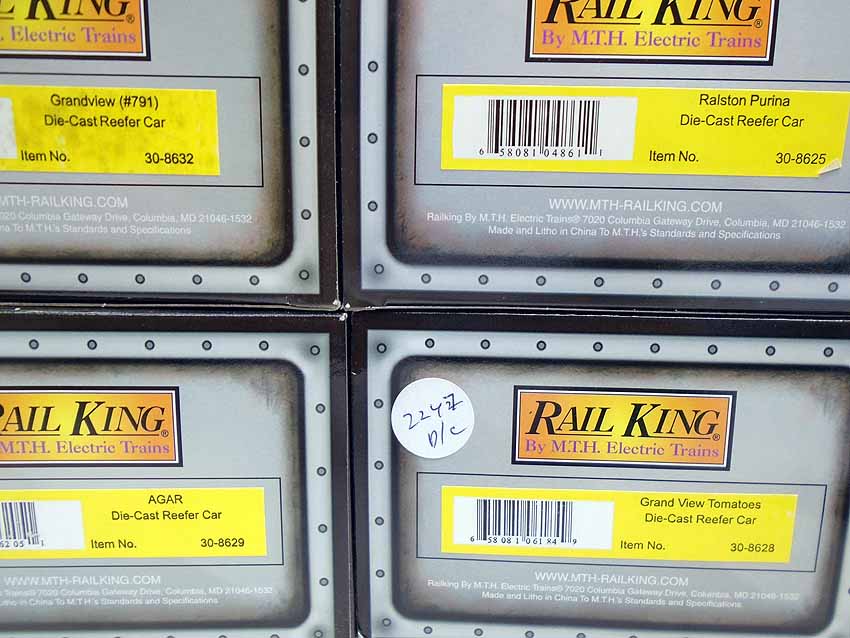 RAIL KING®
. Electric Trains
Grandview (#791)
Die-Cast Reefer Car
Item No. 30-8632
MTH-RAILKING.COM
7020 Columbia Gateway Drive, Columbia, MD 21046-1532
China To M.T.H.'s Standards and Specifications
RAIL KING®
By M.T.H. Electric Trains
Ralston Purina
Die-Cast Reefer Car
6 58081 04861 1
Item No. 30-8625
WWW.MTH-RAILKING.COM
Railking By M.T.H. Electric Trains® 7020 Columbia Gateway Drive, Columbia, MD 21046-1532
Made and Litho in China To M.T.H.'s Standards and Specifications
RAIL KING®
M.T.H. Electric Trains
AGAR
Die-Cast Reefer Car
6205 1
Item No. 30-8629
WWW.MTH-RAILKING.COM
Trains® 7020 Columbia Gateway Drive, Columbia, MD 21046-1532
Litho in China To M.T.H.'s Standards and Specifications.
2247
D/C
RAIL KING®
By M.T.H. Electric Trains
Grand View Tomatoes
Die-Cast Reefer Car
6 58081 06184 9
Item No. 30-8628
WWW.MTH-RAILKING.COM
Railking By M.T.H. Electric Trains® 7020 Columbia Gateway Drive, Columbia, MD 21046-1532
Made and Litho in China To M.T.H.'s Standards and Specifications.